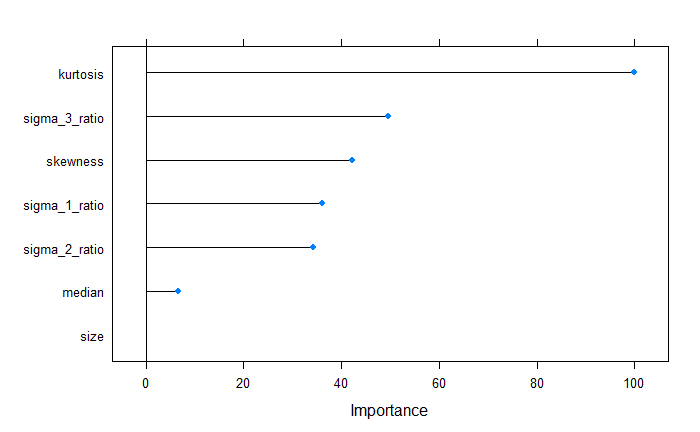 kurtosis
sigma_3_ratio
skewness
sigma_1_ratio
sigma_2_ratio
median
size
0 20 40 60 80 100
Importance